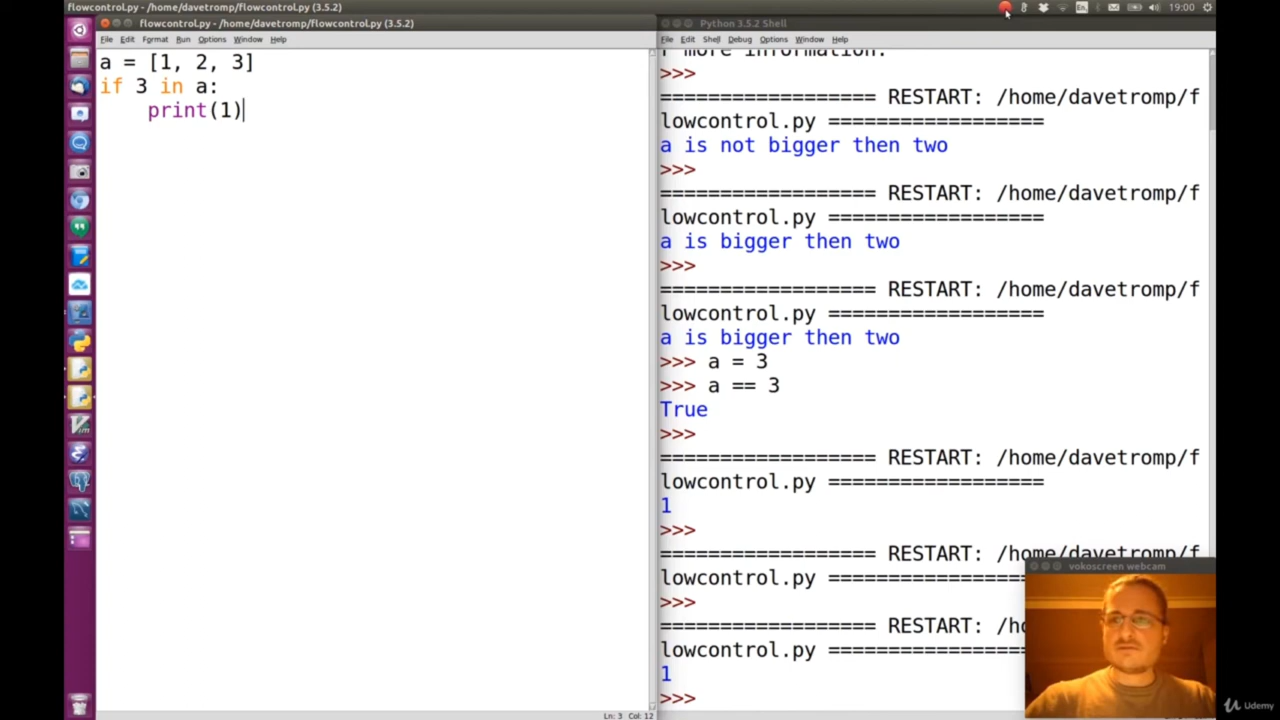 flowcontrol.py - /home/davetromp/flowcontrol.py (3.5.2)
En
19:00
flowcontrol.py - /home/davetromp/flowcontrol.py (3.5.2)
File Edit Format Run Options Window Help
a = [1, 2, 3]
if 3 in a:
print(1)
Ln: 3 Col: 12
Python 3.5.2 Shell
File Edit Shell Debug Options Window Help
r more information.
>>>
================= RESTART: /home/davetromp/f
lowcontrol.py ==================
a is not bigger then two
>>>
================= RESTART: /home/davetromp/f
lowcontrol.py ==================
a is bigger then two
>>>
================= RESTART: /home/davetromp/f
lowcontrol.py ==================
a is bigger then two
>>> a = 3
>>> a == 3
True
>>>
================= RESTART: /home/davetromp/f
lowcontrol.py ==================
1
>>>
================= RESTART: /home/davetromp/f
lowcontrol.py
>>>
================= RESTART: /h
lowcontrol.py
1
>>>
vokoscreen webcam
Udemy